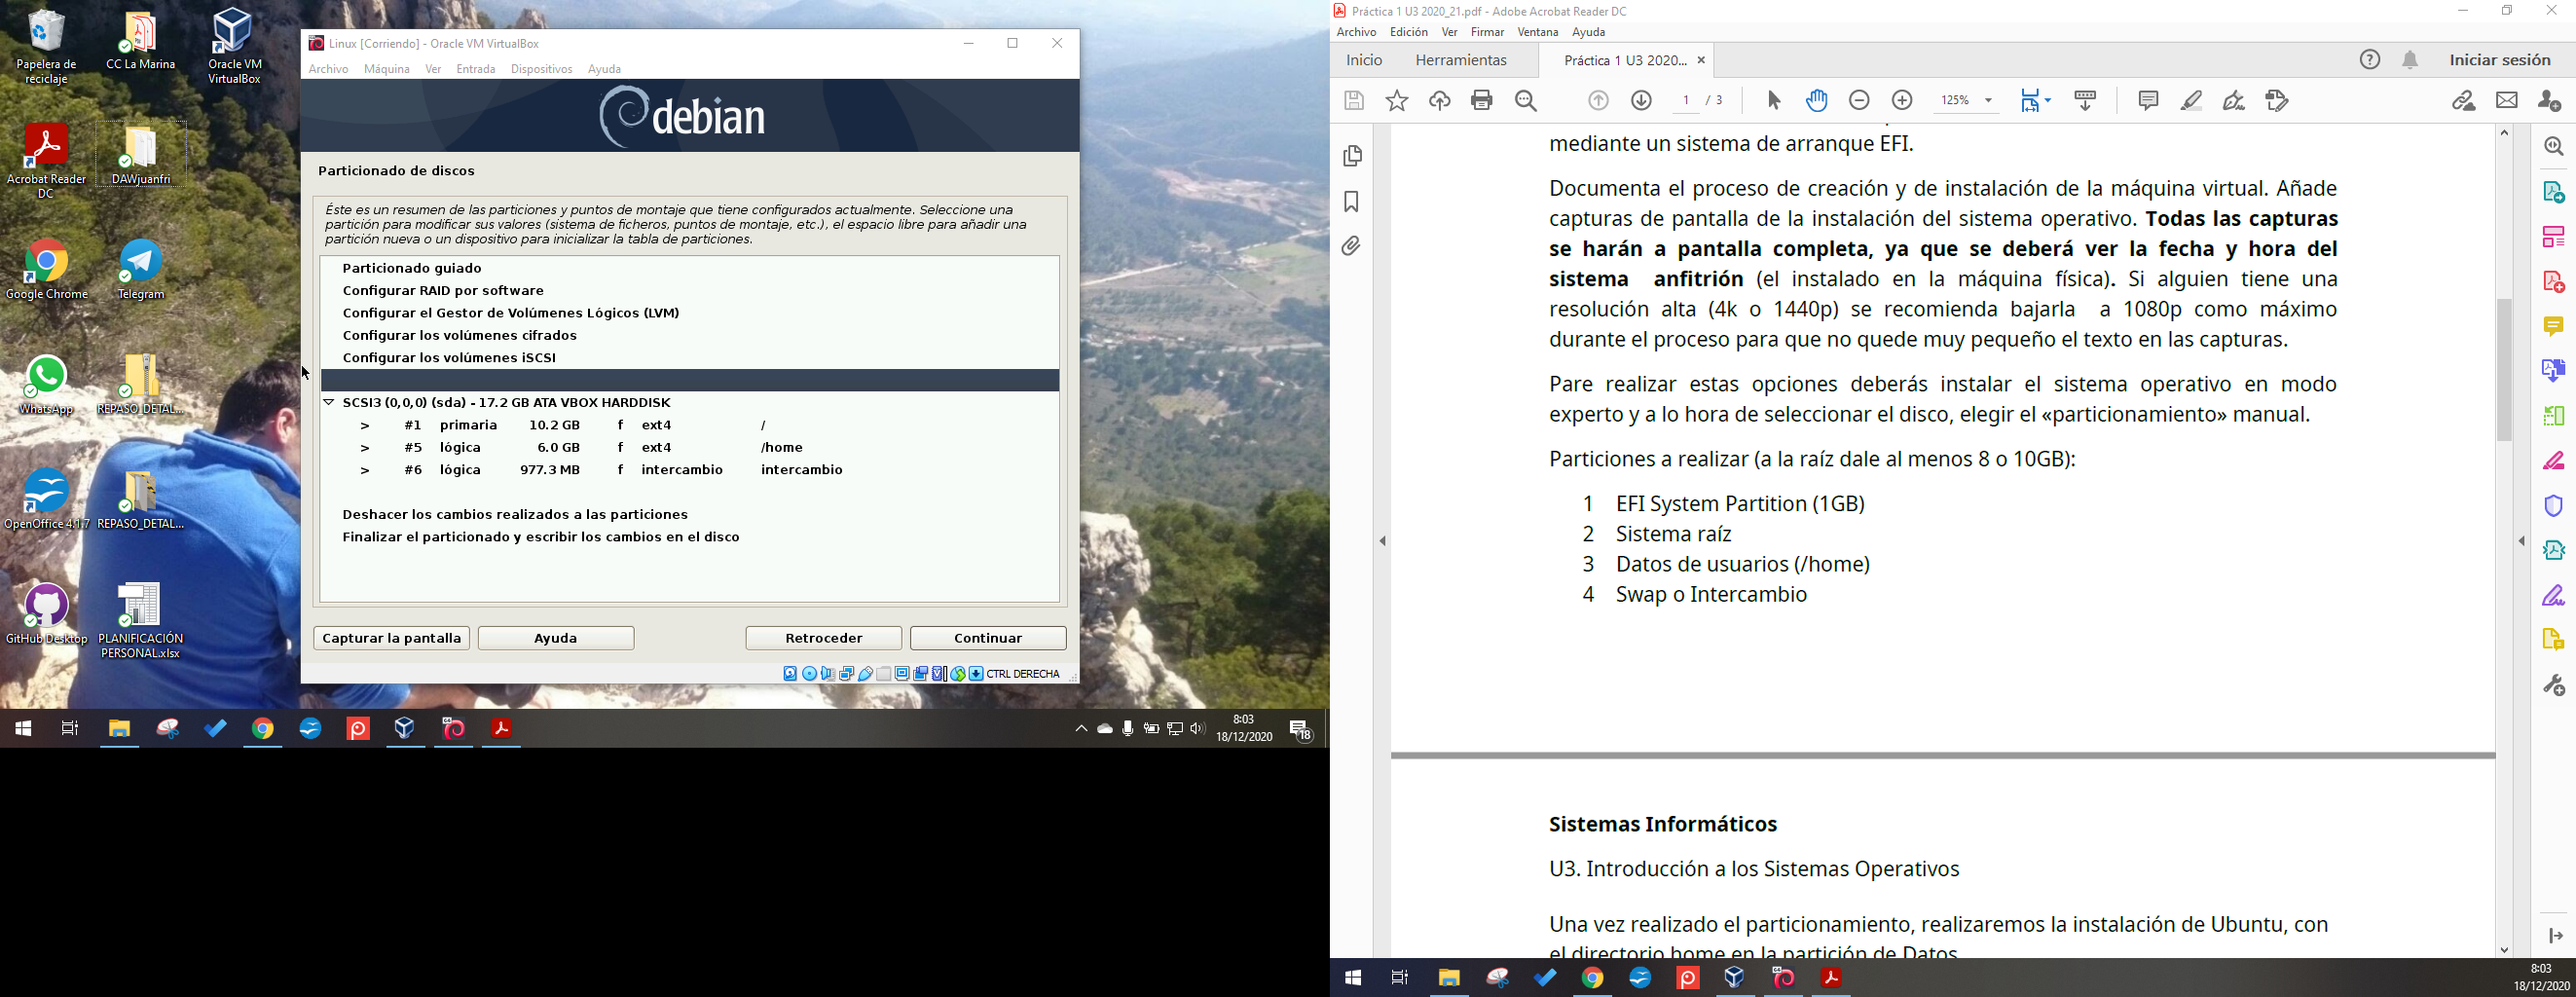 Papelera de
reciclaje
CC La Marina
Oracle VM
VirtualBox
Acrobat Reader
DC
DAWjuanfri
Google Chrome
Telegram
WhatsApp
REPASO_DETAL...
OpenOffice 4.1.7
REPASO_DETAL...
GitHub Desktop
PLANIFICACIÓN
PERSONAL.xlsx
Linux [Corriendo] - Oracle VM VirtualBox
Archivo Máquina Ver Entrada Dispositivos Ayuda
debian
Particionado de discos
Éste es un resumen de las particiones y puntos de montaje que tiene configurados actualmente. Seleccione una
partición para modificar sus valores (sistema de ficheros, puntos de montaje, etc.), el espacio libre para añadir una
partición nueva o un dispositivo para inicializar la tabla de particiones.
Particionado guiado
Configurar RAID por software
Configurar el Gestor de Volúmenes Lógicos (LVM)
Configurar los volúmenes cifrados
Configurar los volúmenes iSCSI
SCSI3 (0,0,0) (sda) - 17.2 GB ATA VBOX HARDDISK
> #1 primaria 10.2 GB f ext4 /
> #5 lógica 6.0 GB f ext4 /home
> #6 lógica 977.3 MB f intercambio intercambio
Deshacer los cambios realizados a las particiones
Finalizar el particionado y escribir los cambios en el disco
Capturar la pantalla Ayuda Retroceder Continuar
CTRL DERECHA
8:03
18/12/2020
18
Práctica 1 U3 2020_21.pdf - Adobe Acrobat Reader DC
Archivo Edición Ver Firmar Ventana Ayuda
Inicio Herramientas Práctica 1 U3 2020... × Iniciar sesión
1 / 3 125%
mediante un sistema de arranque EFI.
Documenta el proceso de creación y de instalación de la máquina virtual. Añade
capturas de pantalla de la instalación del sistema operativo. Todas las capturas
se harán a pantalla completa, ya que se deberá ver la fecha y hora del
sistema anfitrión (el instalado en la máquina física). Si alguien tiene una
resolución alta (4k o 1440p) se recomienda bajarla a 1080p como máximo
durante el proceso para que no quede muy pequeño el texto en las capturas.
Pare realizar estas opciones deberás instalar el sistema operativo en modo
experto y a lo hora de seleccionar el disco, elegir el «particionamiento» manual.
Particiones a realizar (a la raíz dale al menos 8 o 10GB):
1 EFI System Partition (1GB)
2 Sistema raíz
3 Datos de usuarios (/home)
4 Swap o Intercambio
Sistemas Informáticos
U3. Introducción a los Sistemas Operativos
Una vez realizado el particionamiento, realizaremos la instalación de Ubuntu, con
el directorio home en la partición de Datos
8:03
18/12/2020